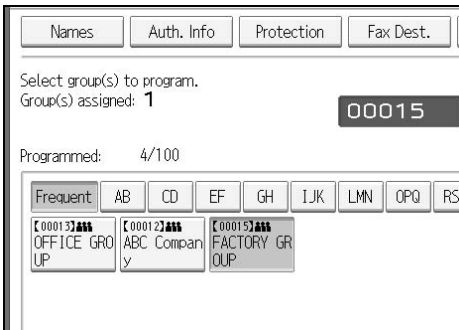 Names Auth. Info Protection Fax Dest.
Select group(s) to program.
Group(s) assigned: 1
00015
Programmed: 4/100
Frequent AB CD EF GH IJK LMN OPQ RS
【00013】 【00012】 【00015】
OFFICE GRO ABC Compan FACTORY GR
UP y OUP